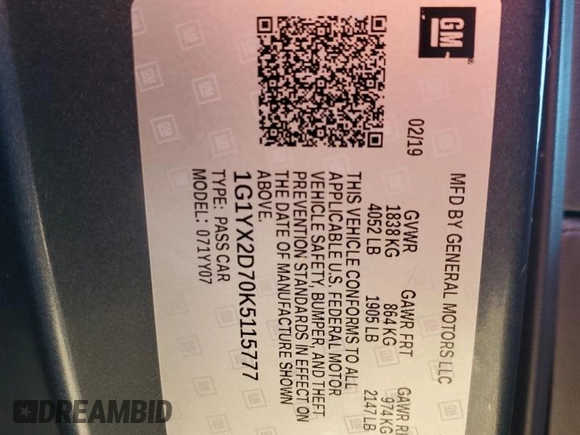 GM
MFD BY GENERAL MOTORS LLC
02/19 GVWR GAWR FRT GAWR
1838 KG 864 KG 974 KG
4052 LB 1905 LB 2147 LB
THIS VEHICLE CONFORMS TO ALL
APPLICABLE U.S. FEDERAL MOTOR
VEHICLE SAFETY, BUMPER, AND THEFT
PREVENTION STANDARDS IN EFFECT ON
THE DATE OF MANUFACTURE SHOWN
ABOVE.
1G1YX2D70K5115777
TYPE: PASS CAR
MODEL: 071YY07
DREAMBID